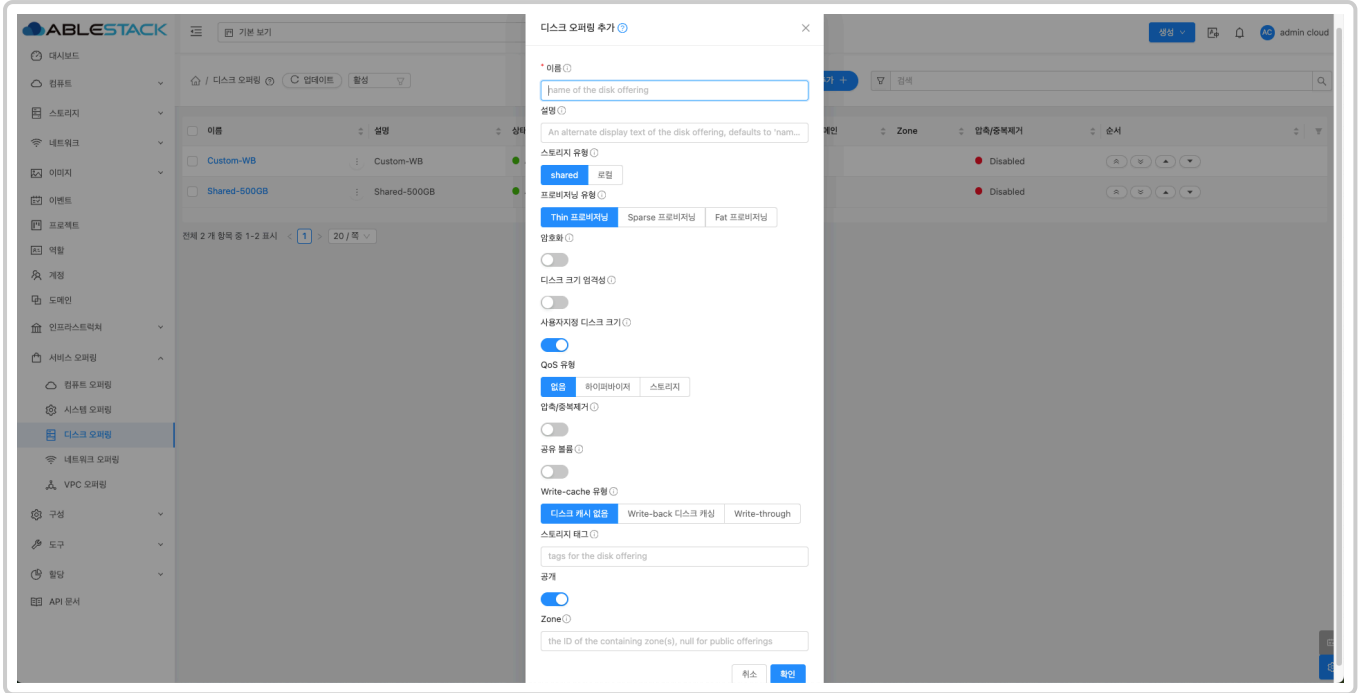 ABLESTACK
기본 보기
생성
AC admin cloud
대시보드
컴퓨트
스토리지
네트워크
이미지
이벤트
프로젝트
역할
계정
도메인
인프라스트럭쳐
서비스 오퍼링
컴퓨트 오퍼링
시스템 오퍼링
디스크 오퍼링
네트워크 오퍼링
VPC 오퍼링
구성
도구
할당
API 문서
/ 디스크 오퍼링 업데이트 활성
검색
이름 설명 Zone 압축/중복제거 순서
Custom-WB Custom-WB Disabled
Shared-500GB Shared-500GB Disabled
전체 2 개 항목 중 1-2 표시 < 1 > 20 / 쪽
디스크 오퍼링 추가
* 이름
name of the disk offering
설명
An alternate display text of the disk offering, defaults to 'nam...
스토리지 유형
shared 로컬
프로비저닝 유형
Thin 프로비저닝 Sparse 프로비저닝 Fat 프로비저닝
암호화
디스크 크기 엄격성
사용자지정 디스크 크기
QoS 유형
없음 하이퍼바이저 스토리지
압축/중복제거
공유 볼륨
Write-cache 유형
디스크 캐시 없음 Write-back 디스크 캐싱 Write-through
스토리지 태그
tags for the disk offering
공개
Zone
the ID of the containing zone(s), null for public offerings
취소 확인